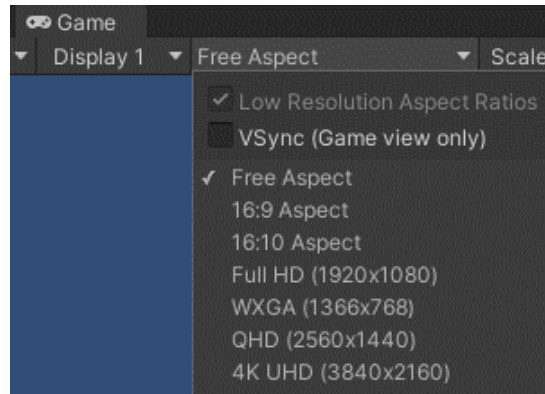 Game
Display 1 Free Aspect Scale
Low Resolution Aspect Ratios
VSync (Game view only)
Free Aspect
16:9 Aspect
16:10 Aspect
Full HD (1920x1080)
WXGA (1366x768)
QHD (2560x1440)
4K UHD (3840x2160)